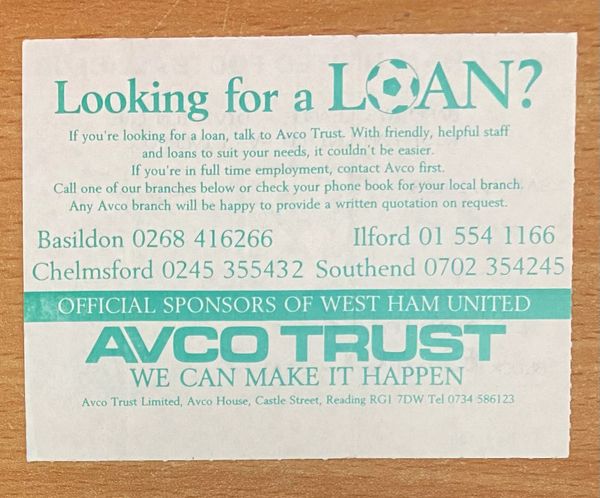 Looking for a LOAN?
If you're looking for a loan, talk to Avco Trust. With friendly, helpful staff
and loans to suit your needs, it couldn't be easier.
If you're in full time employment, contact Avco first.
Call one of our branches below or check your phone book for your local branch.
Any Avco branch will be happy to provide a written quotation on request.
Basildon 0268 416266 Ilford 01 554 1166
Chelmsford 0245 355432 Southend 0702 354245
OFFICIAL SPONSORS OF WEST HAM UNITED
AVCO TRUST
WE CAN MAKE IT HAPPEN
Avco Trust Limited, Avco House, Castle Street, Reading RG1 7DW Tel 0734 586123